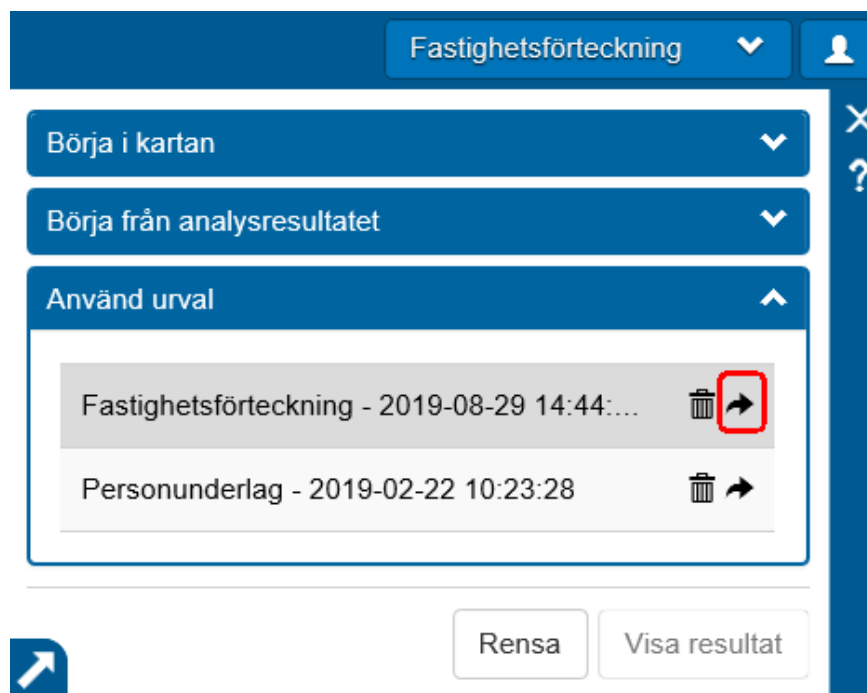 Fastighetsförteckning
Börja i kartan
Börja från analysresultatet
Använd urval
Fastighetsförteckning - 2019-08-29 14:44:...
Personunderlag - 2019-02-22 10:23:28
Rensa
Visa resultat